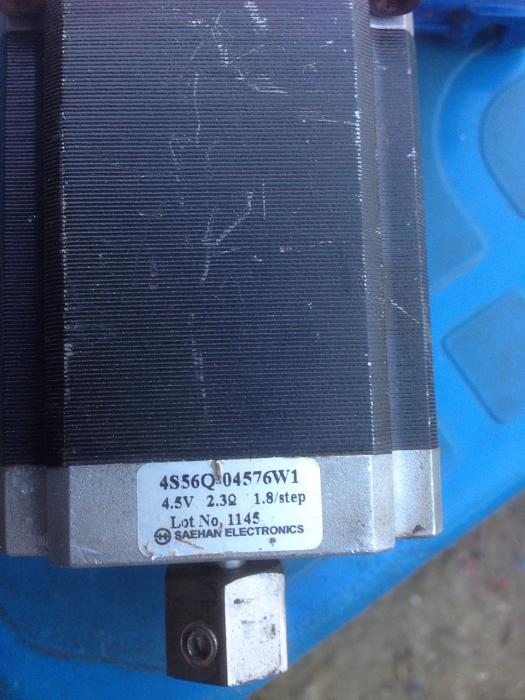 4S56Q-04576W1
4.5V 2.3Ω 1.8/step
Lot No, 1145
SAEHAN ELECTRONICS